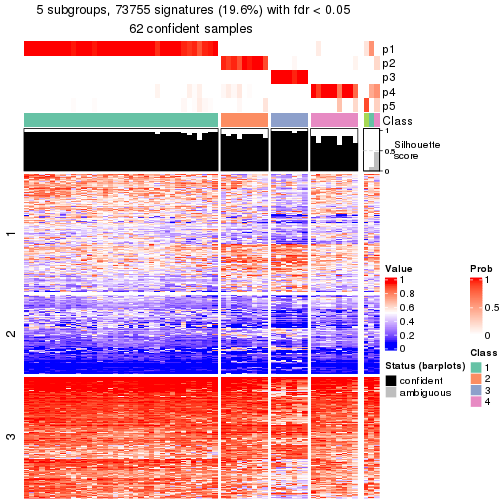 5 subgroups, 73755 signatures (19.6%) with fdr < 0.05
62 confident samples
p1
p2
p3
p4
p5
Class
1
0.5
0
Silhouette
score
1
2
3
Value
1
0.8
0.6
0.4
0.2
0
Prob
1
0.5
0
Status (barplots)
confident
ambiguous
Class
1
2
3
4